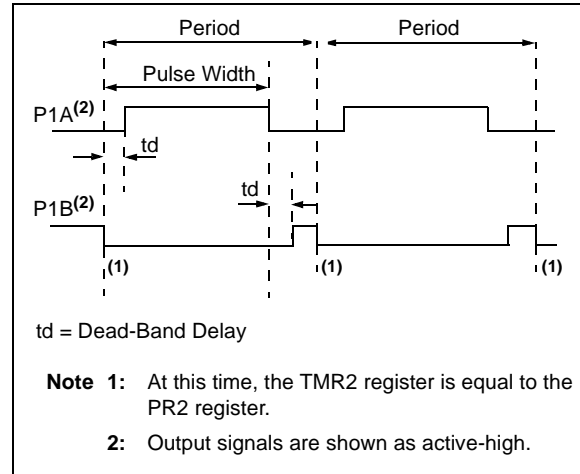 Period Period
Pulse Width
P1A(2)
td
td
P1B(2)
(1) (1) (1)
td = Dead-Band Delay
Note 1: At this time, the TMR2 register is equal to the
PR2 register.
2: Output signals are shown as active-high.